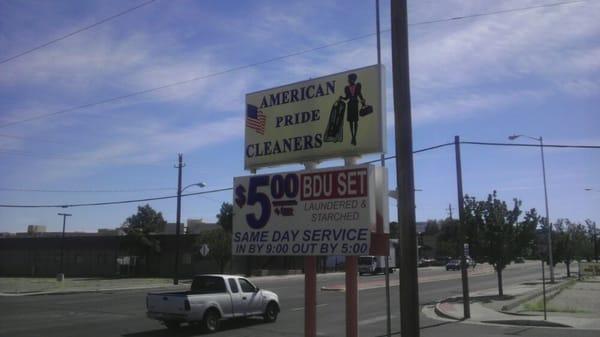 AMERICAN
PRIDE
CLEANERS
$5.00 BDU SET
LAUNDERED &
STARCHED
SAME DAY SERVICE
IN BY 9:00 OUT BY 5:00